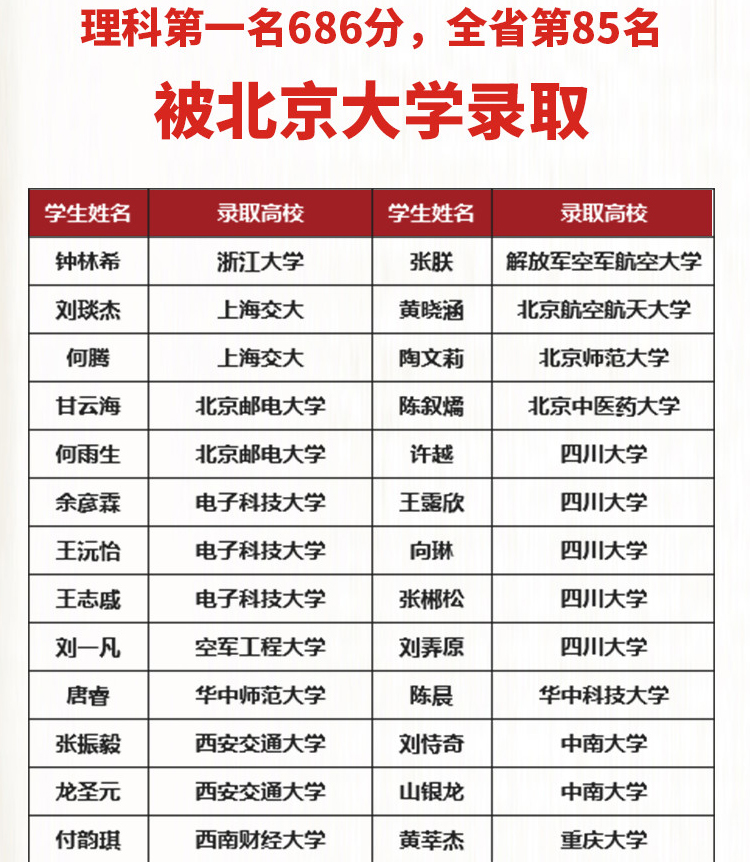 理科第一名686分，全省第85名
被北京大学录取
学生姓名 录取高校 学生姓名 录取高校
钟林希 浙江大学 张朕 解放军空军航空大学
刘琰杰 上海交大 黄晓涵 北京航空航天大学
何腾 上海交大 陶文莉 北京师范大学
甘云海 北京邮电大学 陈叙燏 北京中医药大学
何雨生 北京邮电大学 许越 四川大学
余彦霖 电子科技大学 王露欣 四川大学
王沅怡 电子科技大学 向琳 四川大学
王志戚 电子科技大学 张郴松 四川大学
刘一凡 空军工程大学 刘弄原 四川大学
唐睿 华中师范大学 陈晨 华中科技大学
张振毅 西安交通大学 刘恃奇 中南大学
龙圣元 西安交通大学 山银龙 中南大学
付韵琪 西南财经大学 黄莘杰 重庆大学